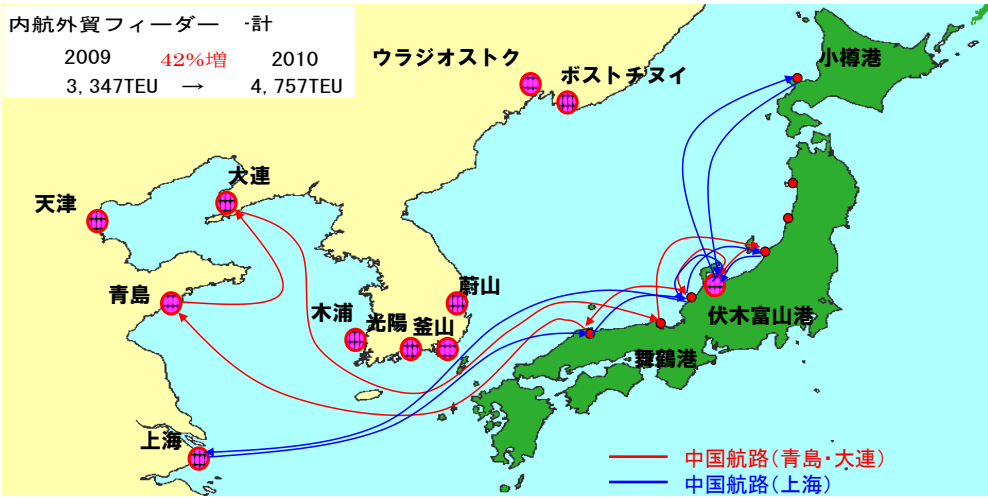 内航外貿フィーダー -計
2009 42%増 2010
3,347TEU → 4,757TEU
ウラジオストク
ボストチヌイ
小樽港
大連
天津
青島
蔚山
木浦
光陽
釜山
伏木富山港
舞鶴港
上海
中国航路(青島・大連)
中国航路(上海)